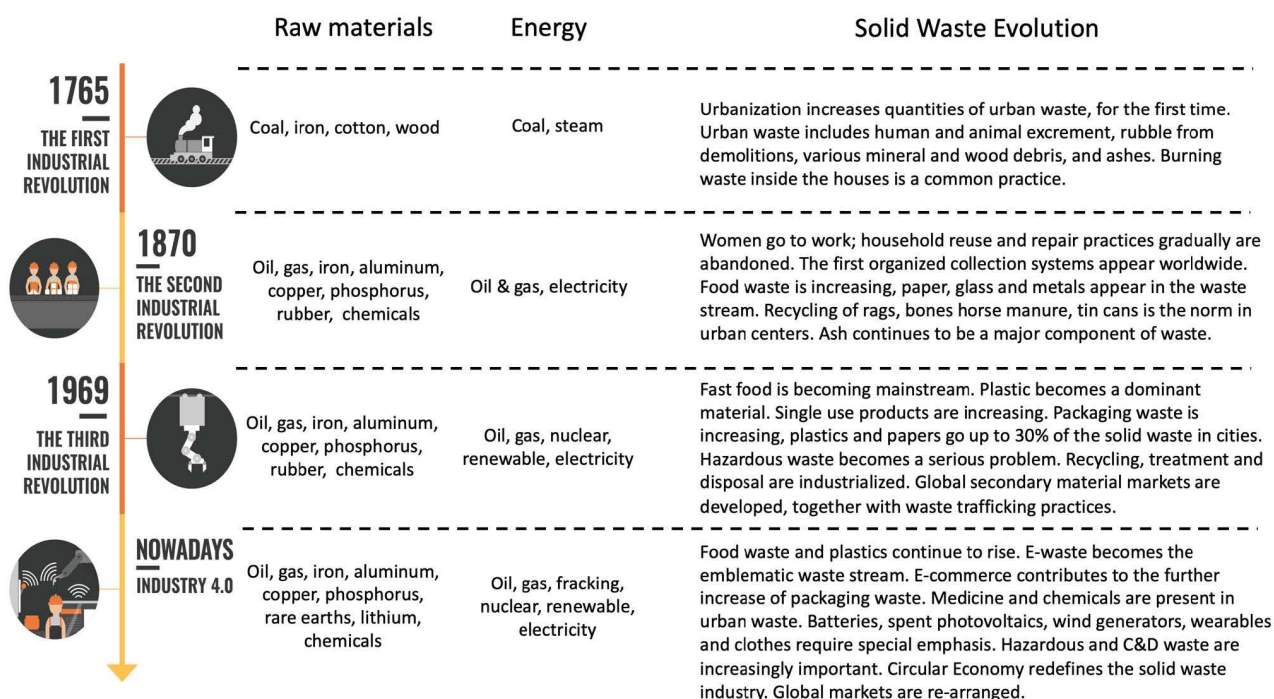 Raw materials
Energy
Solid Waste Evolution
1765
THE FIRST
INDUSTRIAL
REVOLUTION
Coal, iron, cotton, wood
Coal, steam
Urbanization increases quantities of urban waste, for the first time.
Urban waste includes human and animal excrement, rubble from
demolitions, various mineral and wood debris, and ashes. Burning
waste inside the houses is a common practice.
1870
THE SECOND
INDUSTRIAL
REVOLUTION
Oil, gas, iron, aluminum,
copper, phosphorus,
rubber, chemicals
Oil & gas, electricity
Women go to work; household reuse and repair practices gradually are
abandoned. The first organized collection systems appear worldwide.
Food waste is increasing, paper, glass and metals appear in the waste
stream. Recycling of rags, bones horse manure, tin cans is the norm in
urban centers. Ash continues to be a major component of waste.
1969
THE THIRD
INDUSTRIAL
REVOLUTION
Oil, gas, iron, aluminum,
copper, phosphorus,
rubber, chemicals
Oil, gas, nuclear,
renewable, electricity
Fast food is becoming mainstream. Plastic becomes a dominant
material. Single use products are increasing. Packaging waste is
increasing, plastics and papers go up to 30% of the solid waste in cities.
Hazardous waste becomes a serious problem. Recycling, treatment and
disposal are industrialized. Global secondary material markets are
developed, together with waste trafficking practices.
NOWADAYS
INDUSTRY 4.0
Oil, gas, iron, aluminum,
copper, phosphorus,
rare earths, lithium,
chemicals
Oil, gas, fracking,
nuclear, renewable,
electricity
Food waste and plastics continue to rise. E-waste becomes the
emblematic waste stream. E-commerce contributes to the further
increase of packaging waste. Medicine and chemicals are present in
urban waste. Batteries, spent photovoltaics, wind generators, wearables
and clothes require special emphasis. Hazardous and C&D waste are
increasingly important. Circular Economy redefines the solid waste
industry. Global markets are re-arranged.